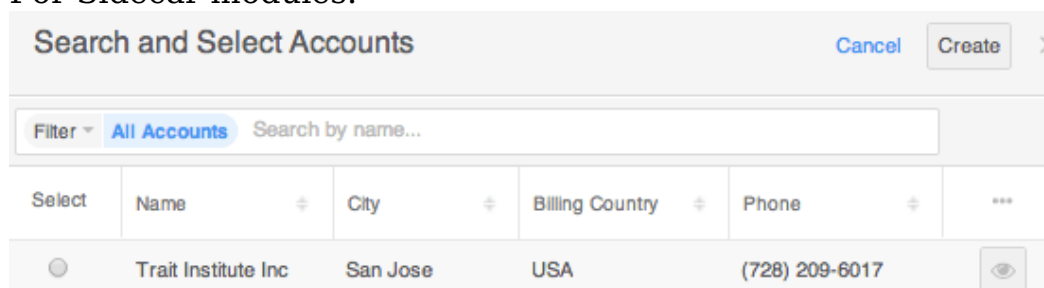 For Sidecar modules:
Search and Select Accounts Cancel Create
Filter All Accounts Search by name...
Select Name City Billing Country Phone
Trait Institute Inc San Jose USA (728) 209-6017